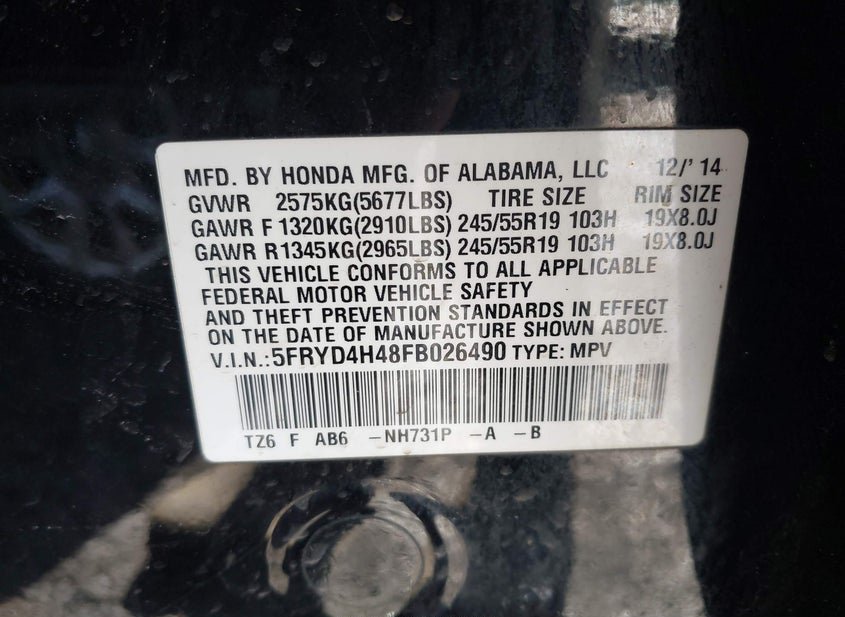 MFD. BY HONDA MFG. OF ALABAMA, LLC 12/' 14
GVWR 2575KG(5677LBS) TIRE SIZE RIM SIZE
GAWR F 1320KG(2910LBS) 245/55R19 103H 19X8.0J
GAWR R1345KG(2965LBS) 245/55R19 103H 19X8.0J
THIS VEHICLE CONFORMS TO ALL APPLICABLE
FEDERAL MOTOR VEHICLE SAFETY
AND THEFT PREVENTION STANDARDS IN EFFECT
ON THE DATE OF MANUFACTURE SHOWN ABOVE.
V.I.N.:5FRYD4H48FB026490 TYPE: MPV
TZ6 F AB6 -NH731P -A -B